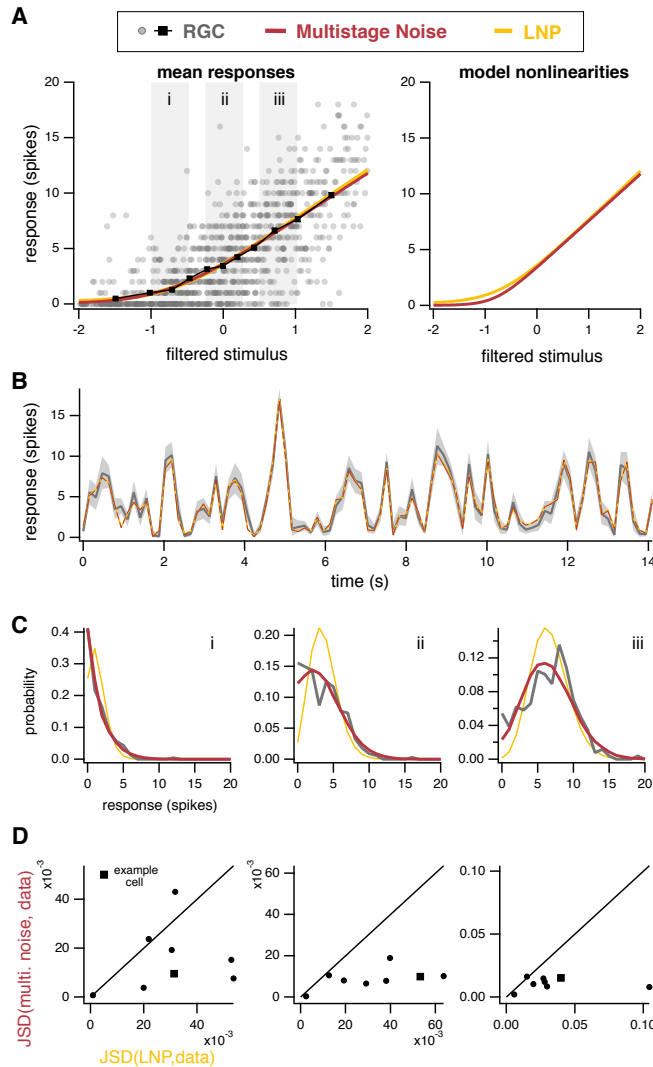 A
RGC Multistage Noise LNP
mean responses model nonlinearities
i ii iii
response (spikes)
20
15
10
5
0
-2 -1 0 1 2
filtered stimulus
20
15
10
5
0
-2 -1 0 1 2
filtered stimulus
B
response (spikes)
15
10
5
0
0 2 4 6 8 10 12 14
time (s)
C
probability
i
0.4
0.3
0.2
0.1
0.0
0 5 10 15 20
response (spikes)
ii
0.20
0.15
0.10
0.05
0.00
0 5 10 15 20
iii
0.12
0.08
0.04
0.00
0 5 10 15 20
D
JSD(multi. noise, data)
x10⁻³
example
cell
40
20
0
0 20 40
x10⁻³
JSD(LNP,data)
x10⁻³
60
40
20
0
0 20 40 60
x10⁻³
0.10
0.05
0.00
0.00 0.05 0.10